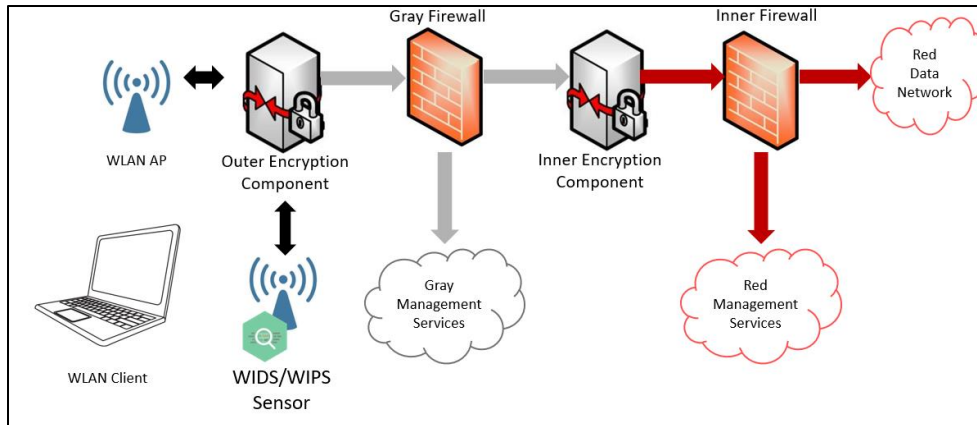 Gray Firewall
Inner Firewall
Red
Data
Network
WLAN AP
Outer Encryption
Component
Inner Encryption
Component
Gray
Management
Services
Red
Management
Services
WLAN Client
WIDS/WIPS
Sensor